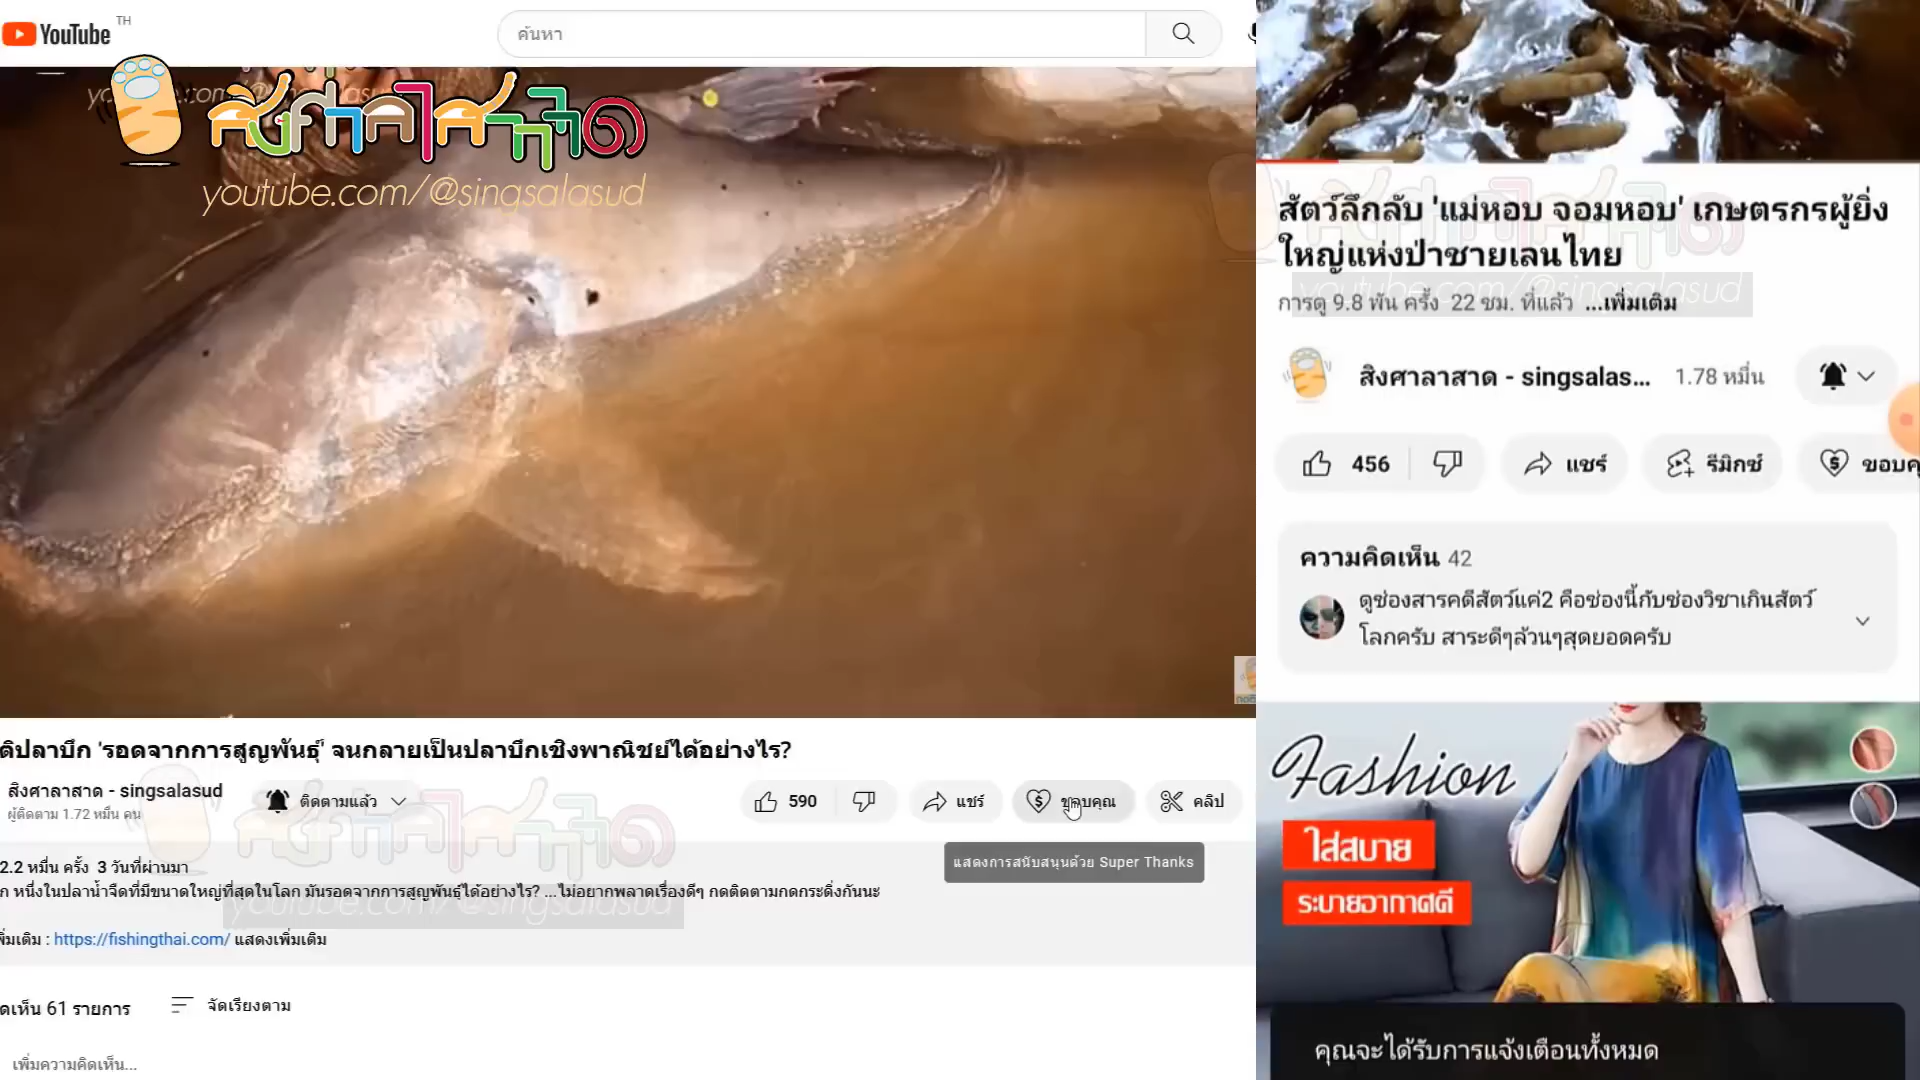 YouTube TH
ค้นหา
สิงศาลาสาด
youtube.com/@singsalasud
ติปลาบึก 'รอดจากการสูญพันธุ์' จนกลายเป็นปลาบึกเชิงพาณิชย์ได้อย่างไร?
สิงศาลาสาด - singsalasud
ผู้ติดตาม 1.72 หมื่น คน
ติดตามแล้ว
590
แชร์
ขอบคุณ
คลิป
แสดงการสนับสนุนด้วย Super Thanks
2.2 หมื่น ครั้ง 3 วันที่ผ่านมา
ก หนึ่งในปลาน้ำจืดที่มีขนาดใหญ่ที่สุดในโลก มันรอดจากการสูญพันธุ์ได้อย่างไร? ...ไม่อยากพลาดเรื่องดีๆ กดติดตามกดกระดิ่งกันนะ
youtube.com/@singsalasud
พิ่มเติม : https://fishingthai.com/ แสดงเพิ่มเติม
ดเห็น 61 รายการ
จัดเรียงตาม
เพิ่มความคิดเห็น...
สัตว์ลึกลับ 'แม่หอบ จอมหอบ' เกษตรกรผู้ยิ่ง
ใหญ่แห่งป่าชายเลนไทย
การดู 9.8 พัน ครั้ง 22 ชม. ที่แล้ว ...เพิ่มเติม
youtube.com/@singsalasud
สิงศาลาสาด - singsalas... 1.78 หมื่น
456
แชร์
รีมิกซ์
ขอบคุ
ความคิดเห็น 42
ดูช่องสารคดีสัตว์แค่2 คือช่องนี้กับช่องวิชาเกินสัตว์
โลกครับ สาระดีๆล้วนๆสุดยอดครับ
Fashion
ใส่สบาย
ระบายอากาศดี
คุณจะได้รับการแจ้งเตือนทั้งหมด